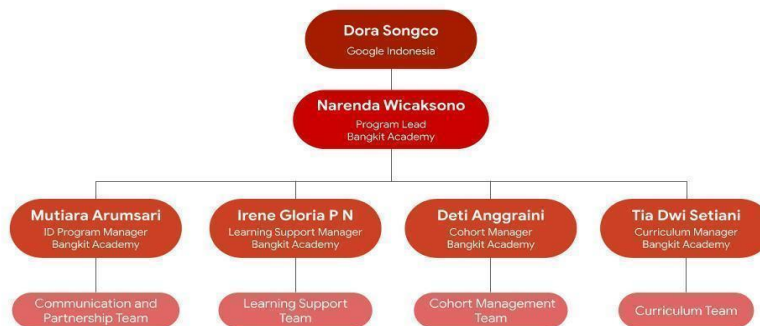 Dora Songco
Google Indonesia
Narenda Wicaksono
Program Lead
Bangkit Academy
Mutiara Arumsari
ID Program Manager
Bangkit Academy
Irene Gloria P N
Learning Support Manager
Bangkit Academy
Deti Anggraini
Cohort Manager
Bangkit Academy
Tia Dwi Setiani
Curriculum Manager
Bangkit Academy
Communication and
Partnership Team
Learning Support
Team
Cohort Management
Team
Curriculum Team